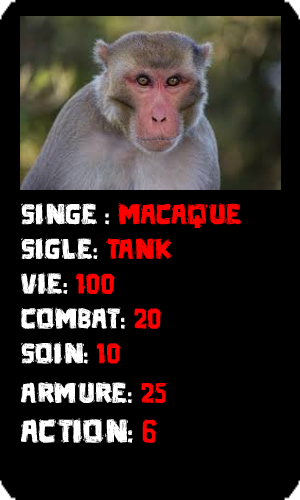 SINGE : MACAQUE
SIGLE: TANK
VIE: 100
COMBAT: 20
SOIN: 10
ARMURE: 25
ACTION: 6